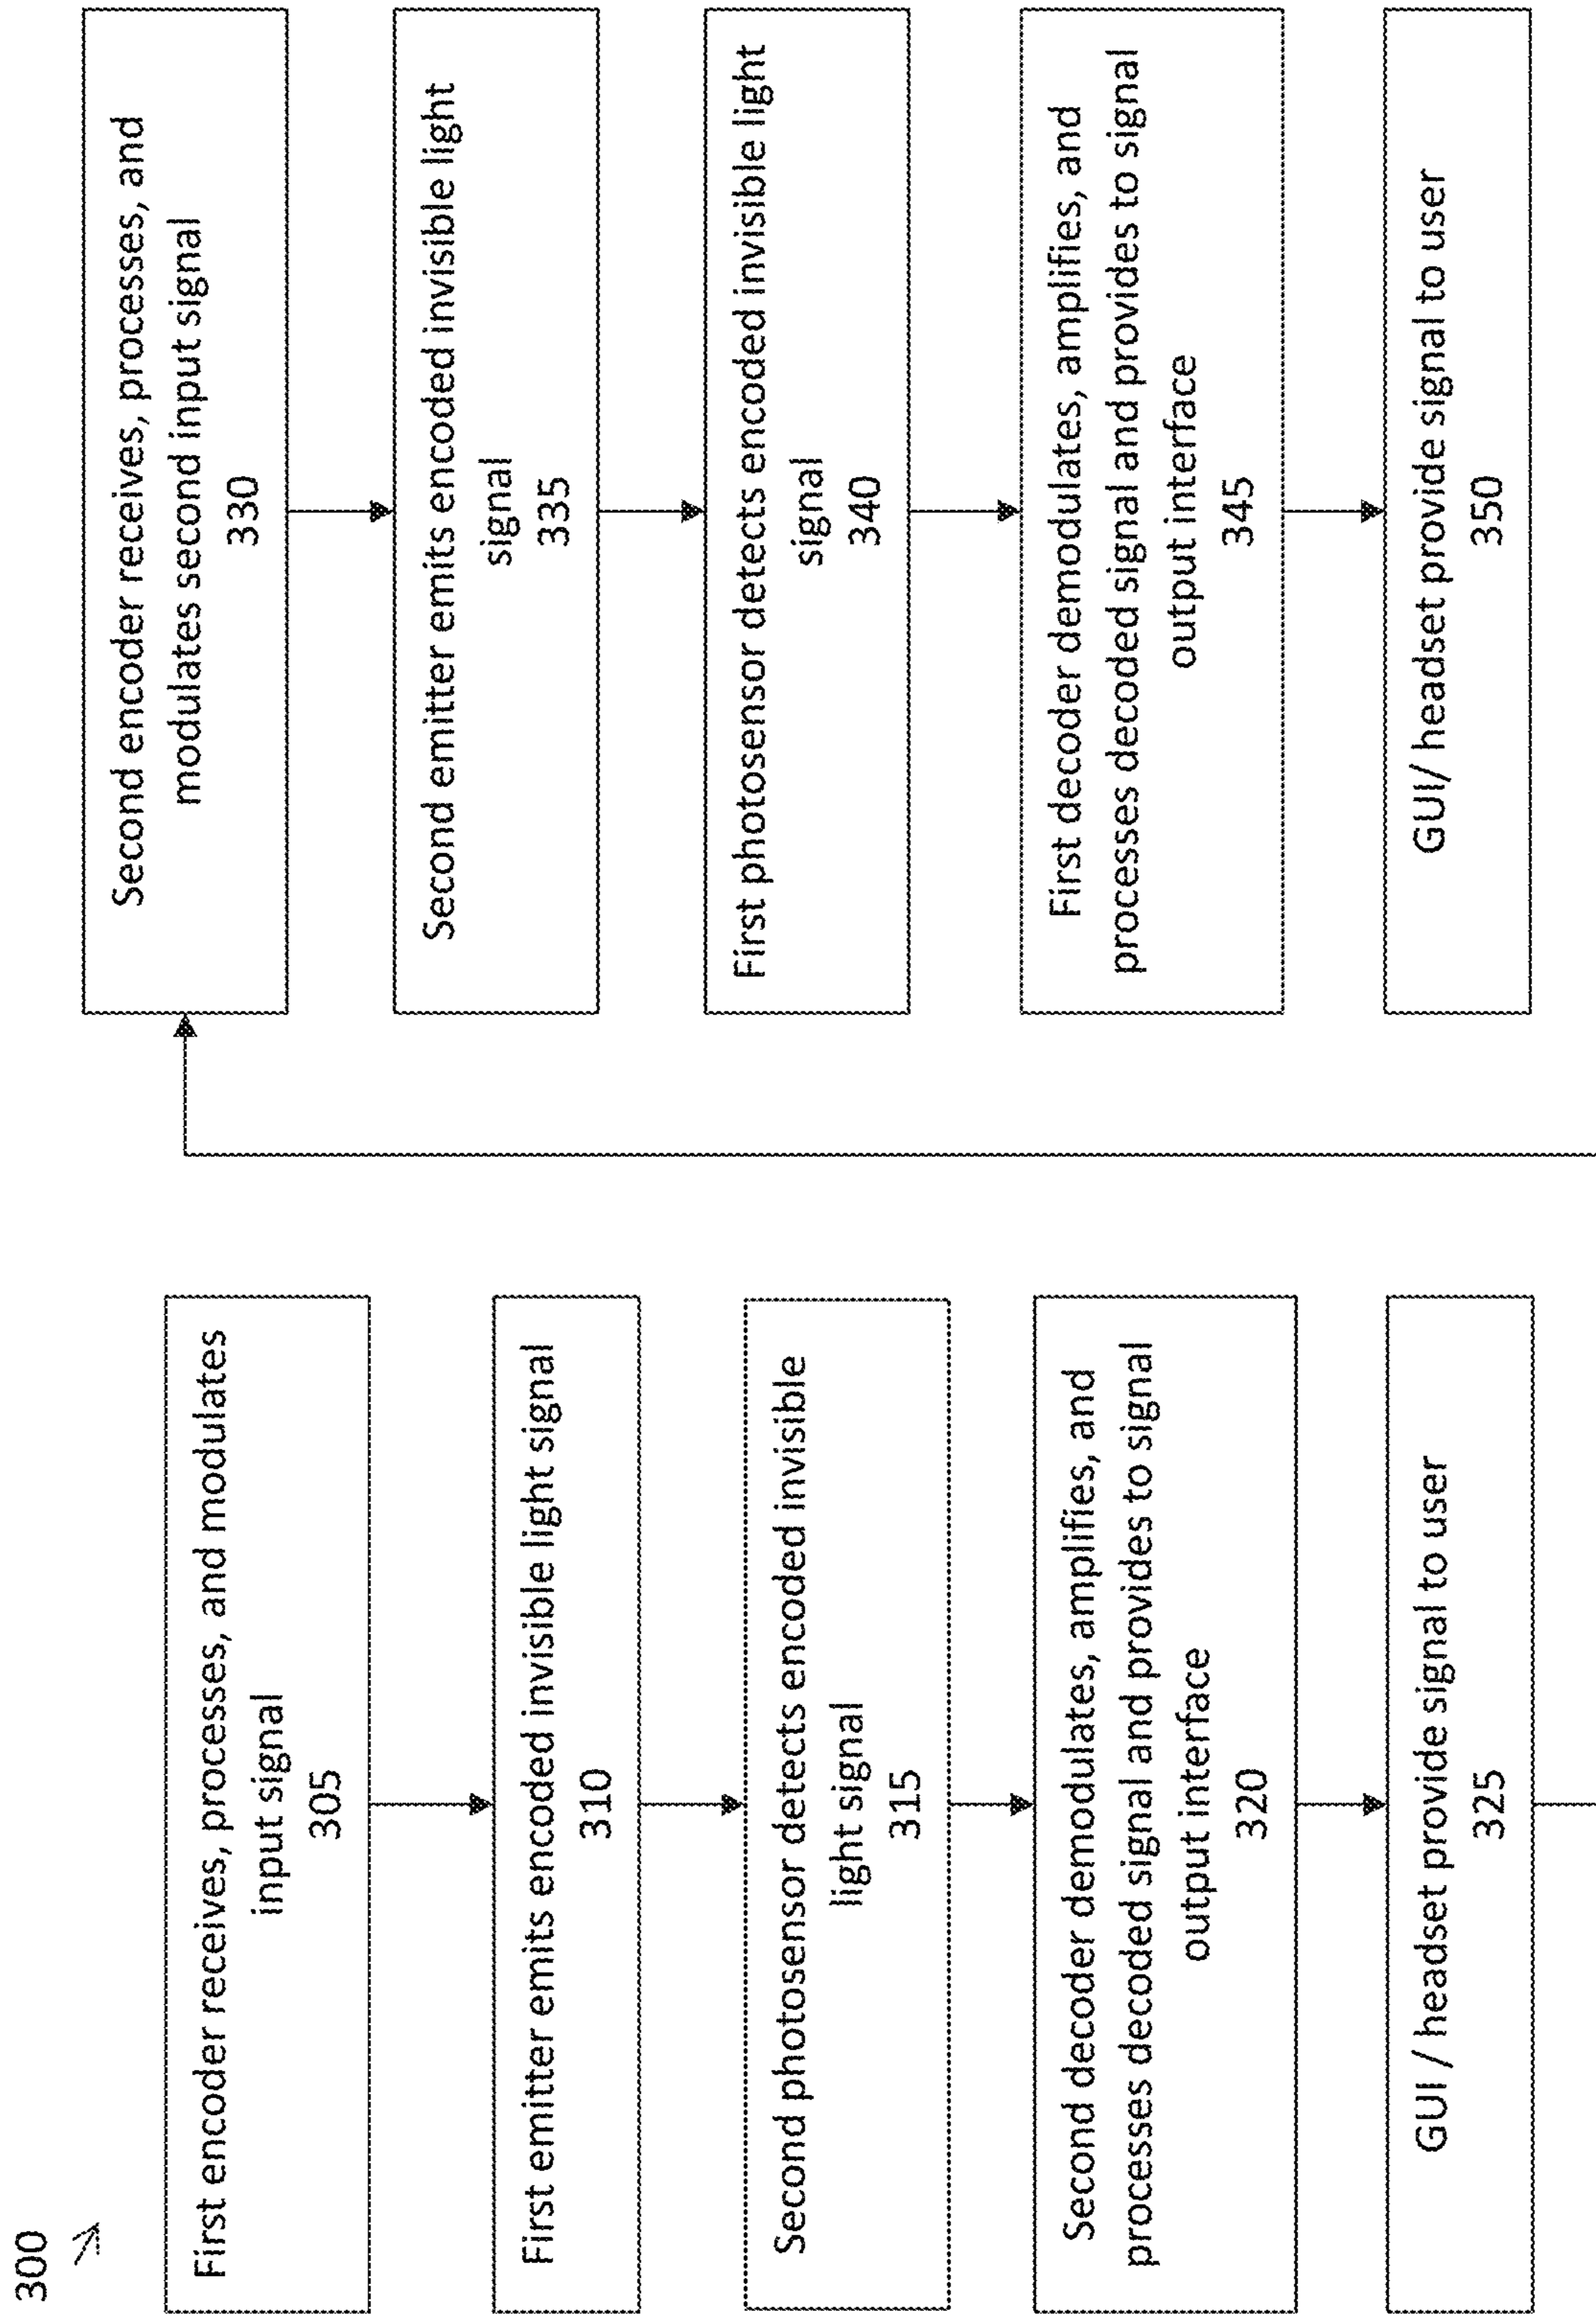 300
First encoder receives, processes, and modulates
input signal
305
First emitter emits encoded invisible light signal
310
Second photosensor detects encoded invisible
light signal
315
Second decoder demodulates, amplifies, and
processes decoded signal and provides to signal
output interface
320
GUI / headset provide signal to user
325
Second encoder receives, processes, and
modulates second input signal
330
Second emitter emits encoded invisible light
signal
335
First photosensor detects encoded invisible light
signal
340
First decoder demodulates, amplifies, and
processes decoded signal and provides to signal
output interface
345
GUI/ headset provide signal to user
350